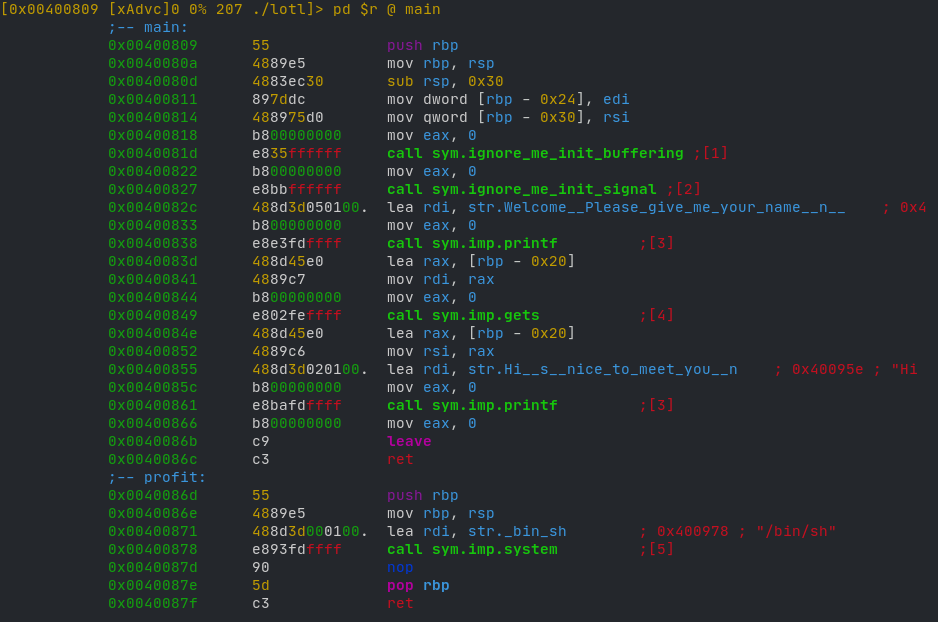 [0x00400809 [xAdvc]0 0% 207 ./lotl]> pd $r @ main
;-- main:
0x00400809 55 push rbp
0x0040080a 4889e5 mov rbp, rsp
0x0040080d 4883ec30 sub rsp, 0x30
0x00400811 897ddc mov dword [rbp - 0x24], edi
0x00400814 488975d0 mov qword [rbp - 0x30], rsi
0x00400818 b800000000 mov eax, 0
0x0040081d e835ffffff call sym.ignore_me_init_buffering ;[1]
0x00400822 b800000000 mov eax, 0
0x00400827 e8bbffffff call sym.ignore_me_init_signal ;[2]
0x0040082c 488d3d050100. lea rdi, str.Welcome__Please_give_me_your_name__n__ ; 0x4
0x00400833 b800000000 mov eax, 0
0x00400838 e8e3fdffff call sym.imp.printf ;[3]
0x0040083d 488d45e0 lea rax, [rbp - 0x20]
0x00400841 4889c7 mov rdi, rax
0x00400844 b800000000 mov eax, 0
0x00400849 e802feffff call sym.imp.gets ;[4]
0x0040084e 488d45e0 lea rax, [rbp - 0x20]
0x00400852 4889c6 mov rsi, rax
0x00400855 488d3d020100. lea rdi, str.Hi__s__nice_to_meet_you__n ; 0x40095e ; "Hi
0x0040085c b800000000 mov eax, 0
0x00400861 e8bafdffff call sym.imp.printf ;[3]
0x00400866 b800000000 mov eax, 0
0x0040086b c9 leave
0x0040086c c3 ret
;-- profit:
0x0040086d 55 push rbp
0x0040086e 4889e5 mov rbp, rsp
0x00400871 488d3d000100. lea rdi, str._bin_sh ; 0x400978 ; "/bin/sh"
0x00400878 e893fdffff call sym.imp.system ;[5]
0x0040087d 90 nop
0x0040087e 5d pop rbp
0x0040087f c3 ret